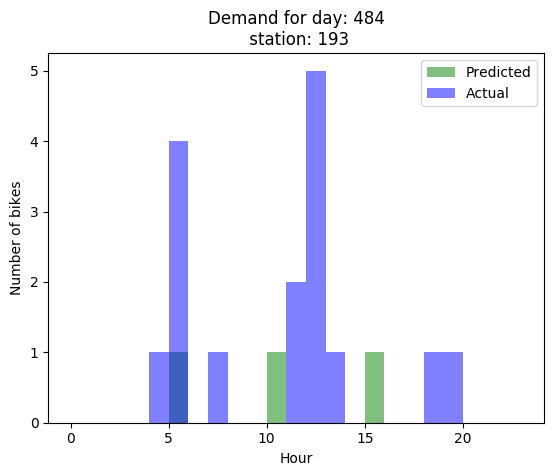 Demand for day: 484
station: 193
Predicted
Actual
Number of bikes
5
4
3
2
1
0
0
5
10
15
20
Hour